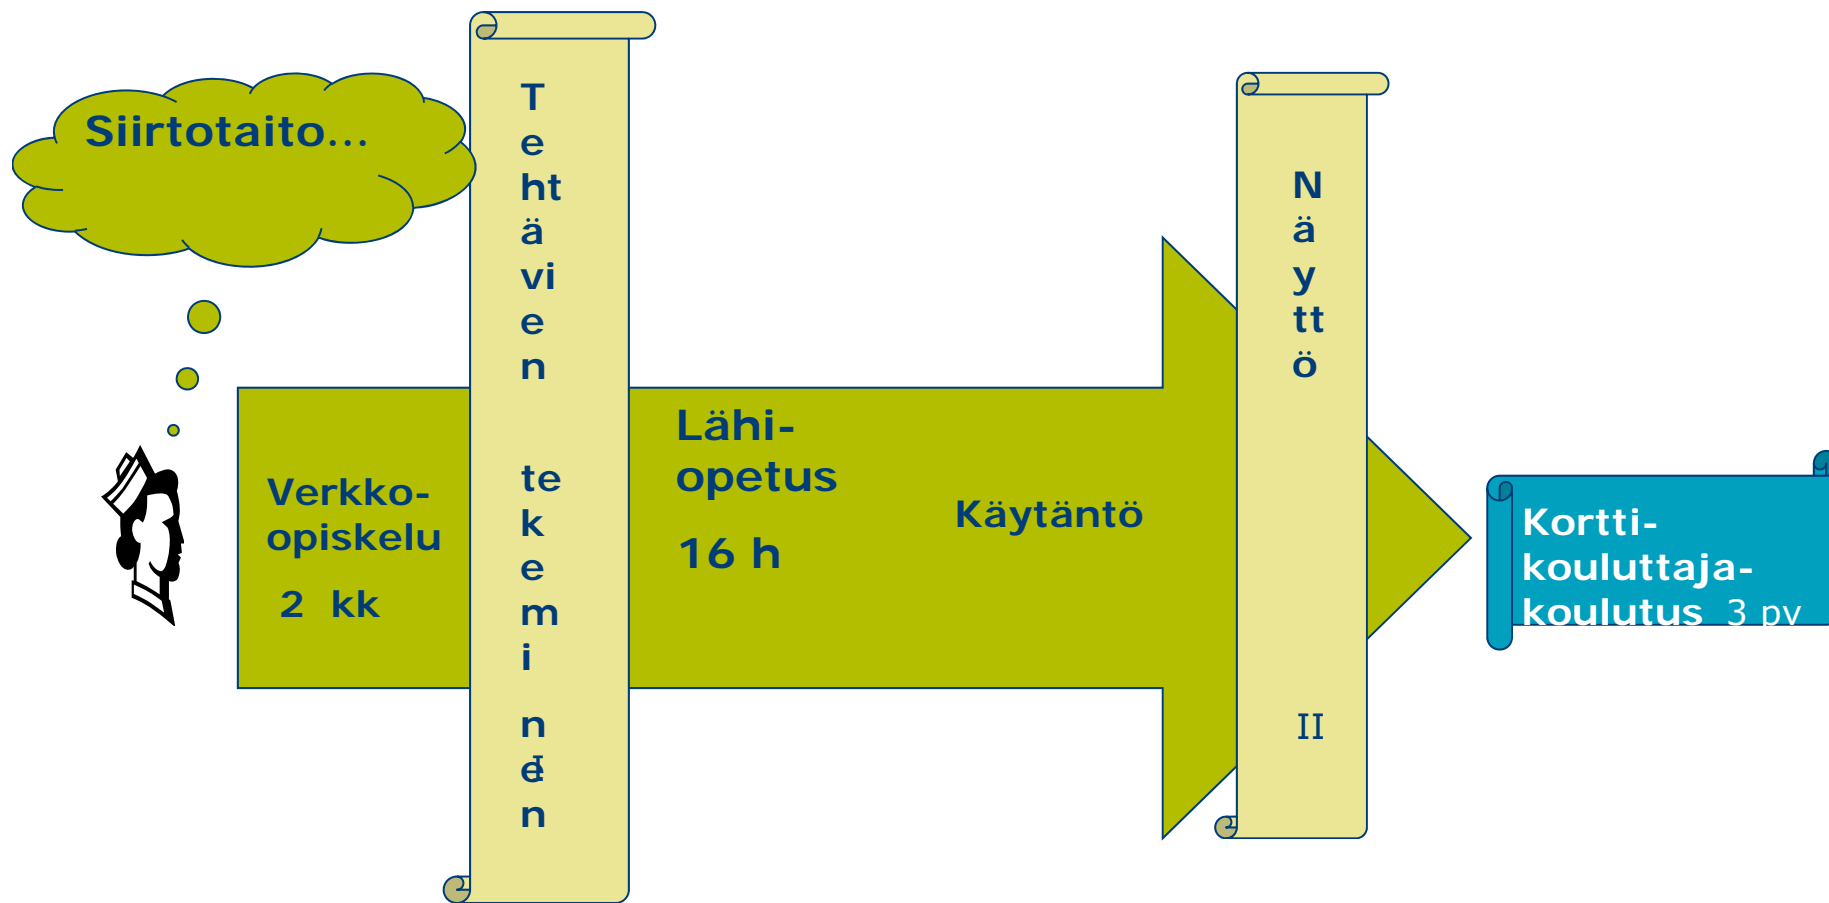 Siirtotaito...
T
e
ht
ä
vi
e
n
te
k
e
m
i
n
e
n
I
Verkko-
opiskelu
2 kk
Lähi-
opetus
16 h
Käytäntö
N
ä
y
tt
ö
II
Kortti-
kouluttaja-
koulutus 3 pv